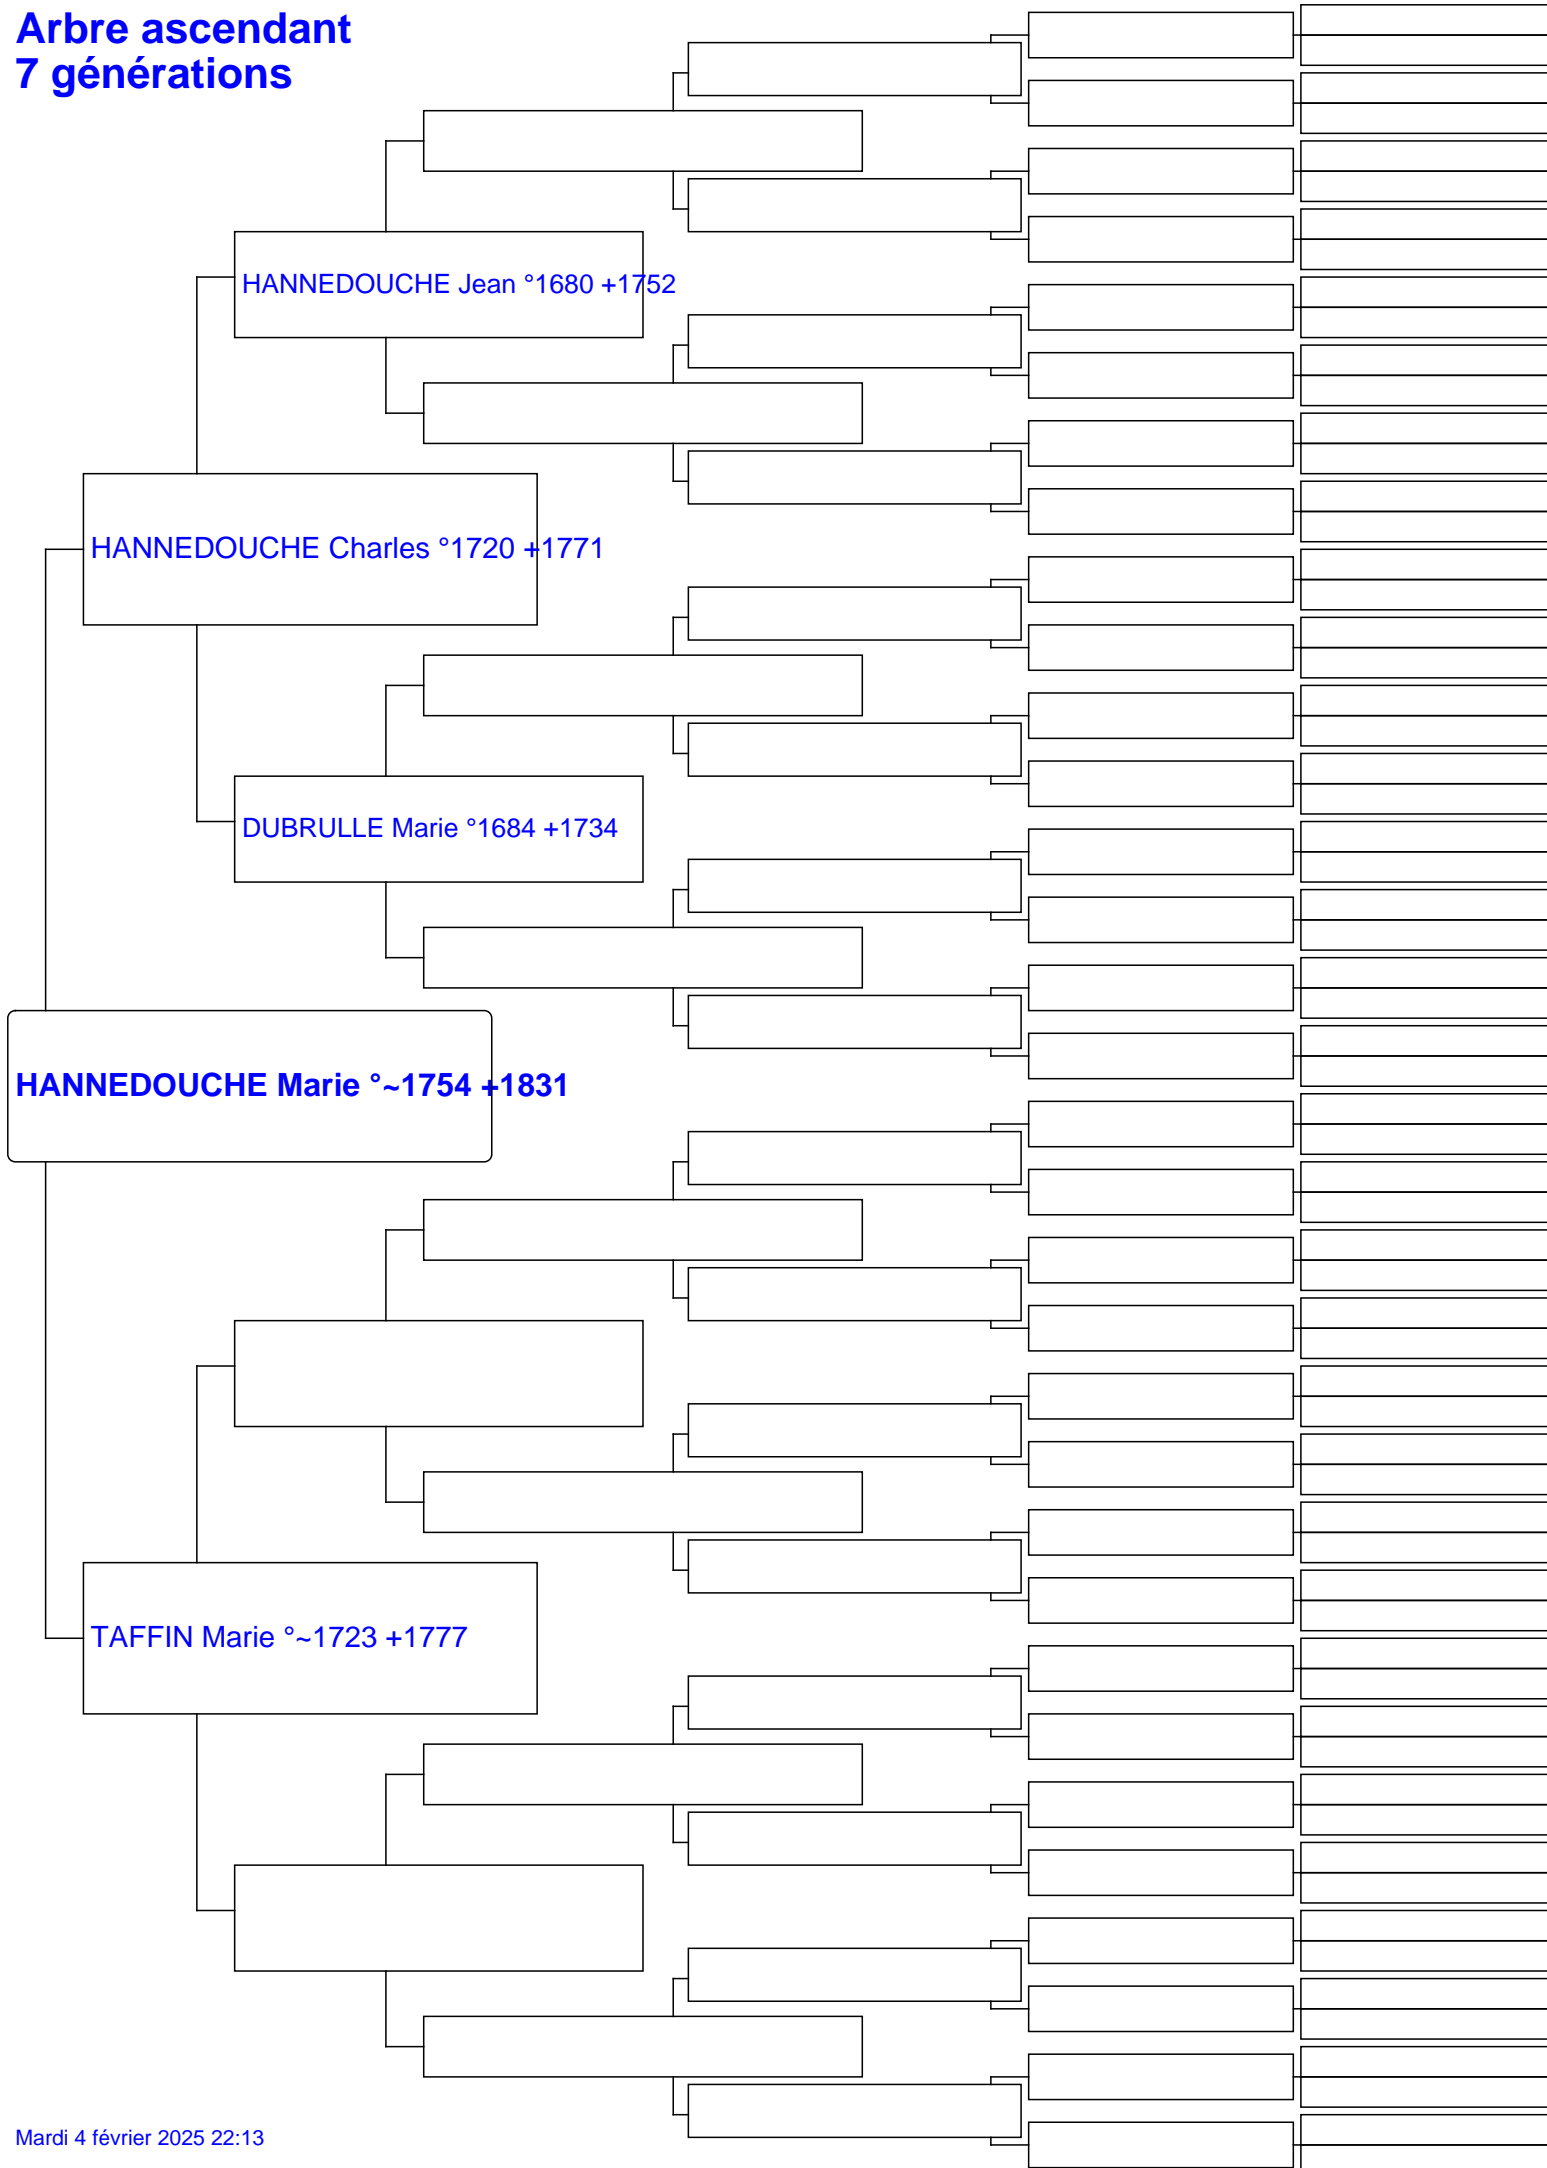 Arbre ascendant
7 générations
HANNEDOUCHE Jean °1680 +1752
HANNEDOUCHE Charles °1720 +1771
DUBRULLE Marie °1684 +1734
HANNEDOUCHE Marie °~1754 +1831
TAFFIN Marie °~1723 +1777
Mardi 4 février 2025 22:13